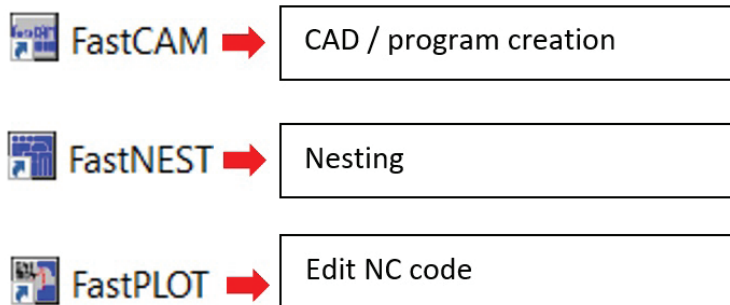 FastCAM CAD / program creation
FastNEST Nesting
FastPLOT Edit NC code